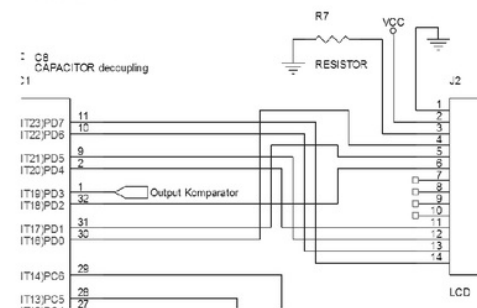 R7
VCC
C8
CAPACITOR decoupling
RESISTOR
J2
C1
1
2
3
4
5
6
7
8
9
10
11
12
13
14
LCD
IT23)PD7 11
IT22)PD6 10
IT21)PD5 9
IT20)PD4 2
IT19)PD3 1
Output Komparator
IT18)PD2 32
IT17)PD1 31
IT16)PD0 30
IT14)PC6 29
IT13)PC5 28
27